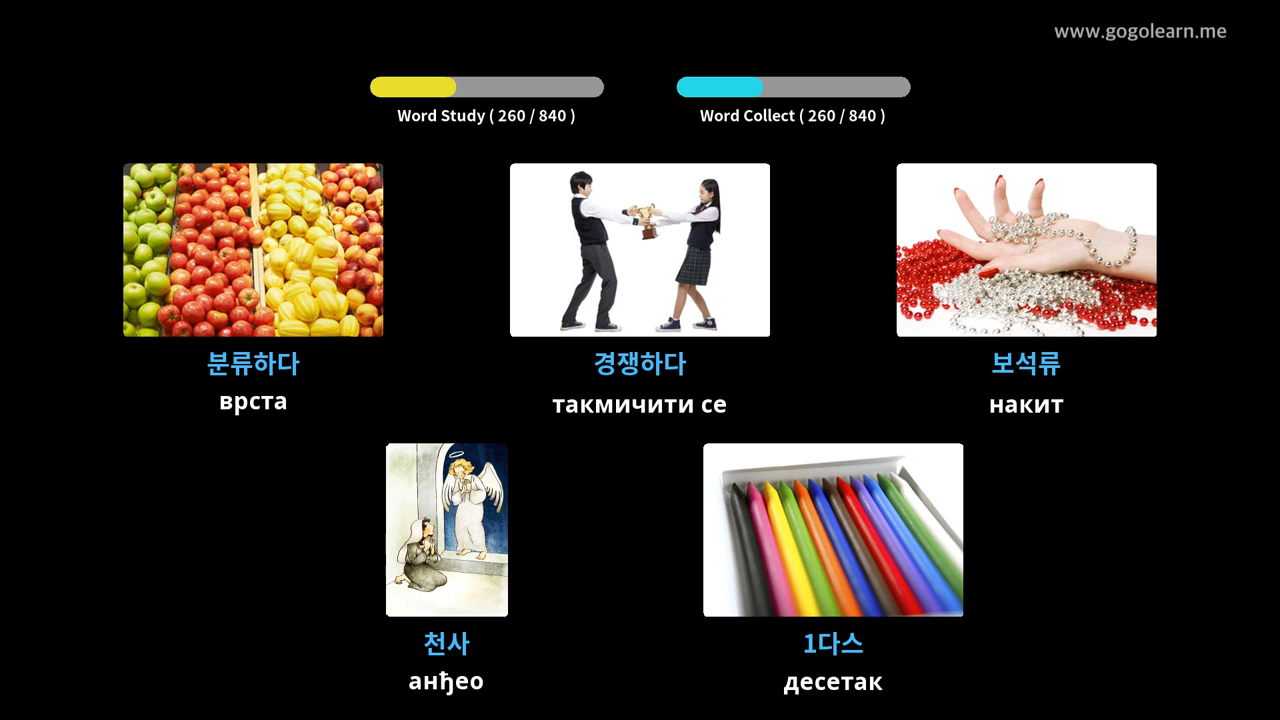 www.gogolearn.me
Word Study ( 260 / 840 )
Word Collect ( 260 / 840 )
분류하다
врста
경쟁하다
такмичити се
보석류
накит
천사
анђео
1다스
десетак